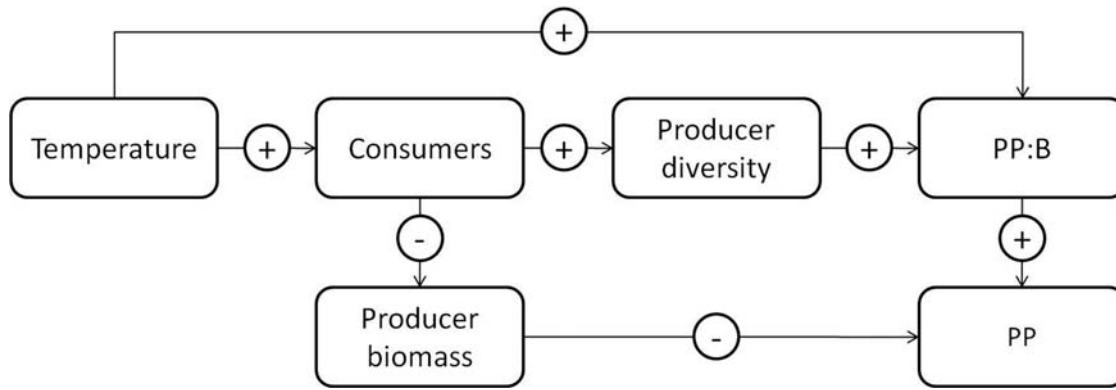 +
Temperature
+
Consumers
+
Producer
diversity
+
PP:B
-
+
Producer
biomass
-
PP